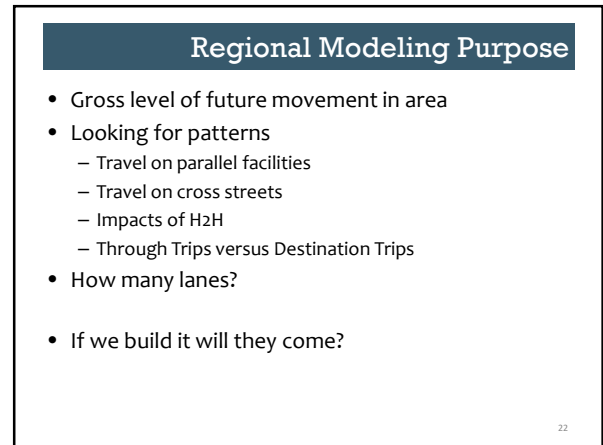 Regional Modeling Purpose
• Gross level of future movement in area
• Looking for patterns
– Travel on parallel facilities
– Travel on cross streets
– Impacts of H2H
– Through Trips versus Destination Trips
• How many lanes?
• If we build it will they come?
22